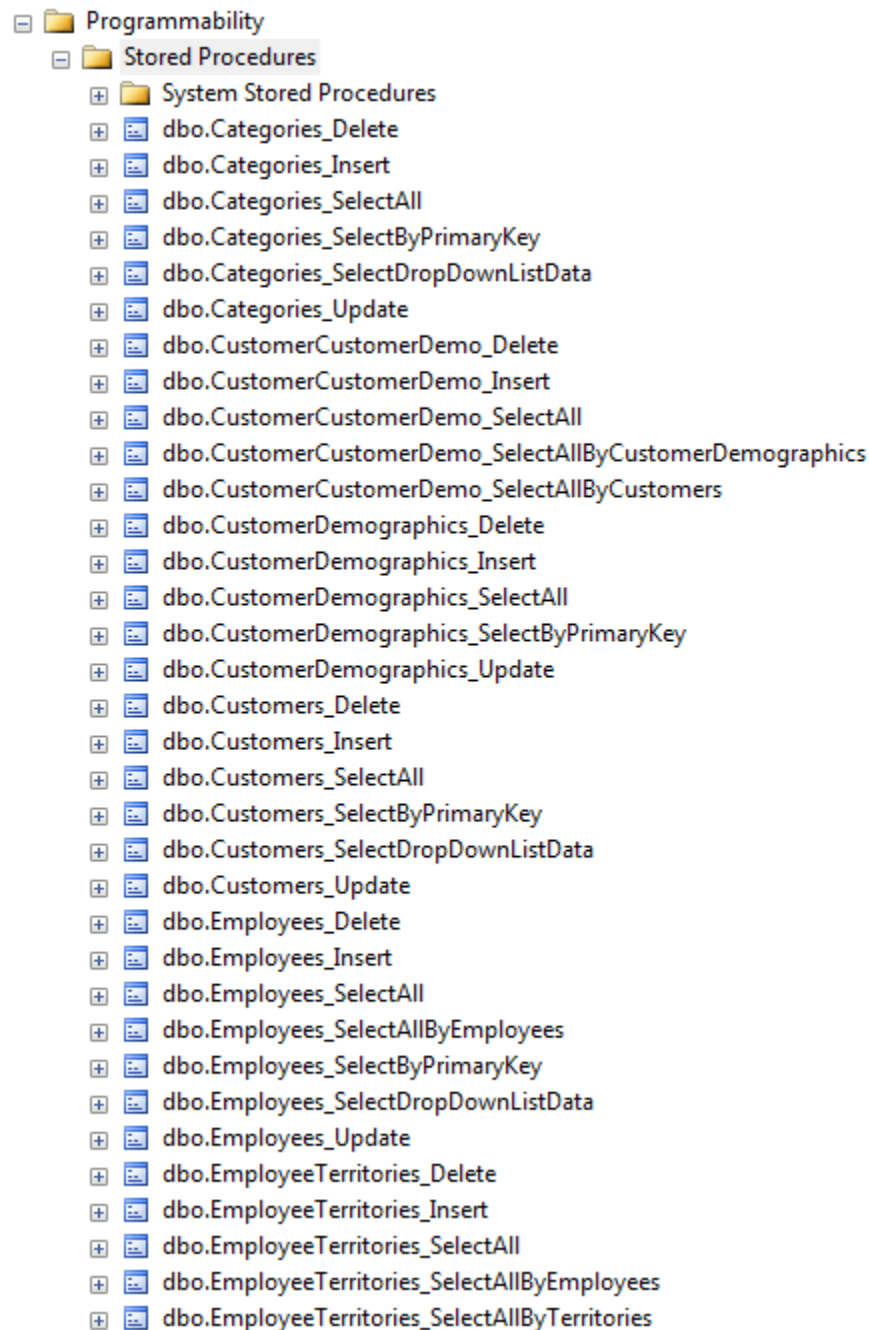 Programmability
Stored Procedures
System Stored Procedures
dbo.Categories_Delete
dbo.Categories_Insert
dbo.Categories_SelectAll
dbo.Categories_SelectByPrimaryKey
dbo.Categories_SelectDropDownListData
dbo.Categories_Update
dbo.CustomerCustomerDemo_Delete
dbo.CustomerCustomerDemo_Insert
dbo.CustomerCustomerDemo_SelectAll
dbo.CustomerCustomerDemo_SelectAllByCustomerDemographics
dbo.CustomerCustomerDemo_SelectAllByCustomers
dbo.CustomerDemographics_Delete
dbo.CustomerDemographics_Insert
dbo.CustomerDemographics_SelectAll
dbo.CustomerDemographics_SelectByPrimaryKey
dbo.CustomerDemographics_Update
dbo.Customers_Delete
dbo.Customers_Insert
dbo.Customers_SelectAll
dbo.Customers_SelectByPrimaryKey
dbo.Customers_SelectDropDownListData
dbo.Customers_Update
dbo.Employees_Delete
dbo.Employees_Insert
dbo.Employees_SelectAll
dbo.Employees_SelectAllByEmployees
dbo.Employees_SelectByPrimaryKey
dbo.Employees_SelectDropDownListData
dbo.Employees_Update
dbo.EmployeeTerritories_Delete
dbo.EmployeeTerritories_Insert
dbo.EmployeeTerritories_SelectAll
dbo.EmployeeTerritories_SelectAllByEmployees
dbo.EmployeeTerritories_SelectAllByTerritories